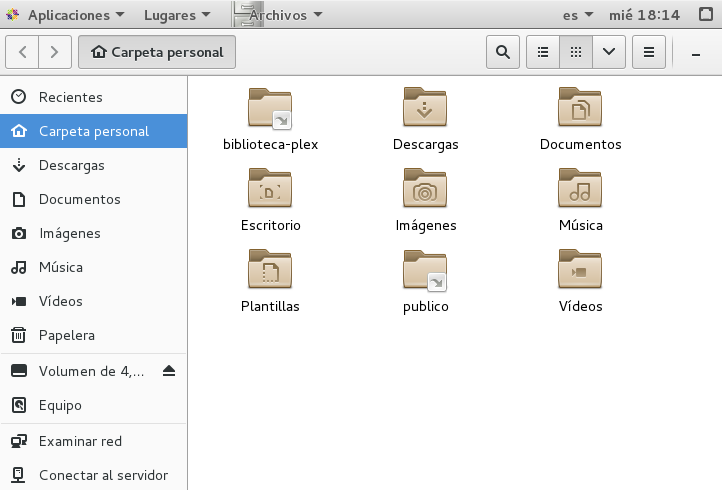 Aplicaciones Lugares Archivos es mié 18:14
Carpeta personal
Recientes
Carpeta personal
Descargas
Documentos
Imágenes
Música
Vídeos
Papelera
Volumen de 4,...
Equipo
Examinar red
Conectar al servidor
biblioteca-plex Descargas Documentos
Escritorio Imágenes Música
Plantillas publico Vídeos